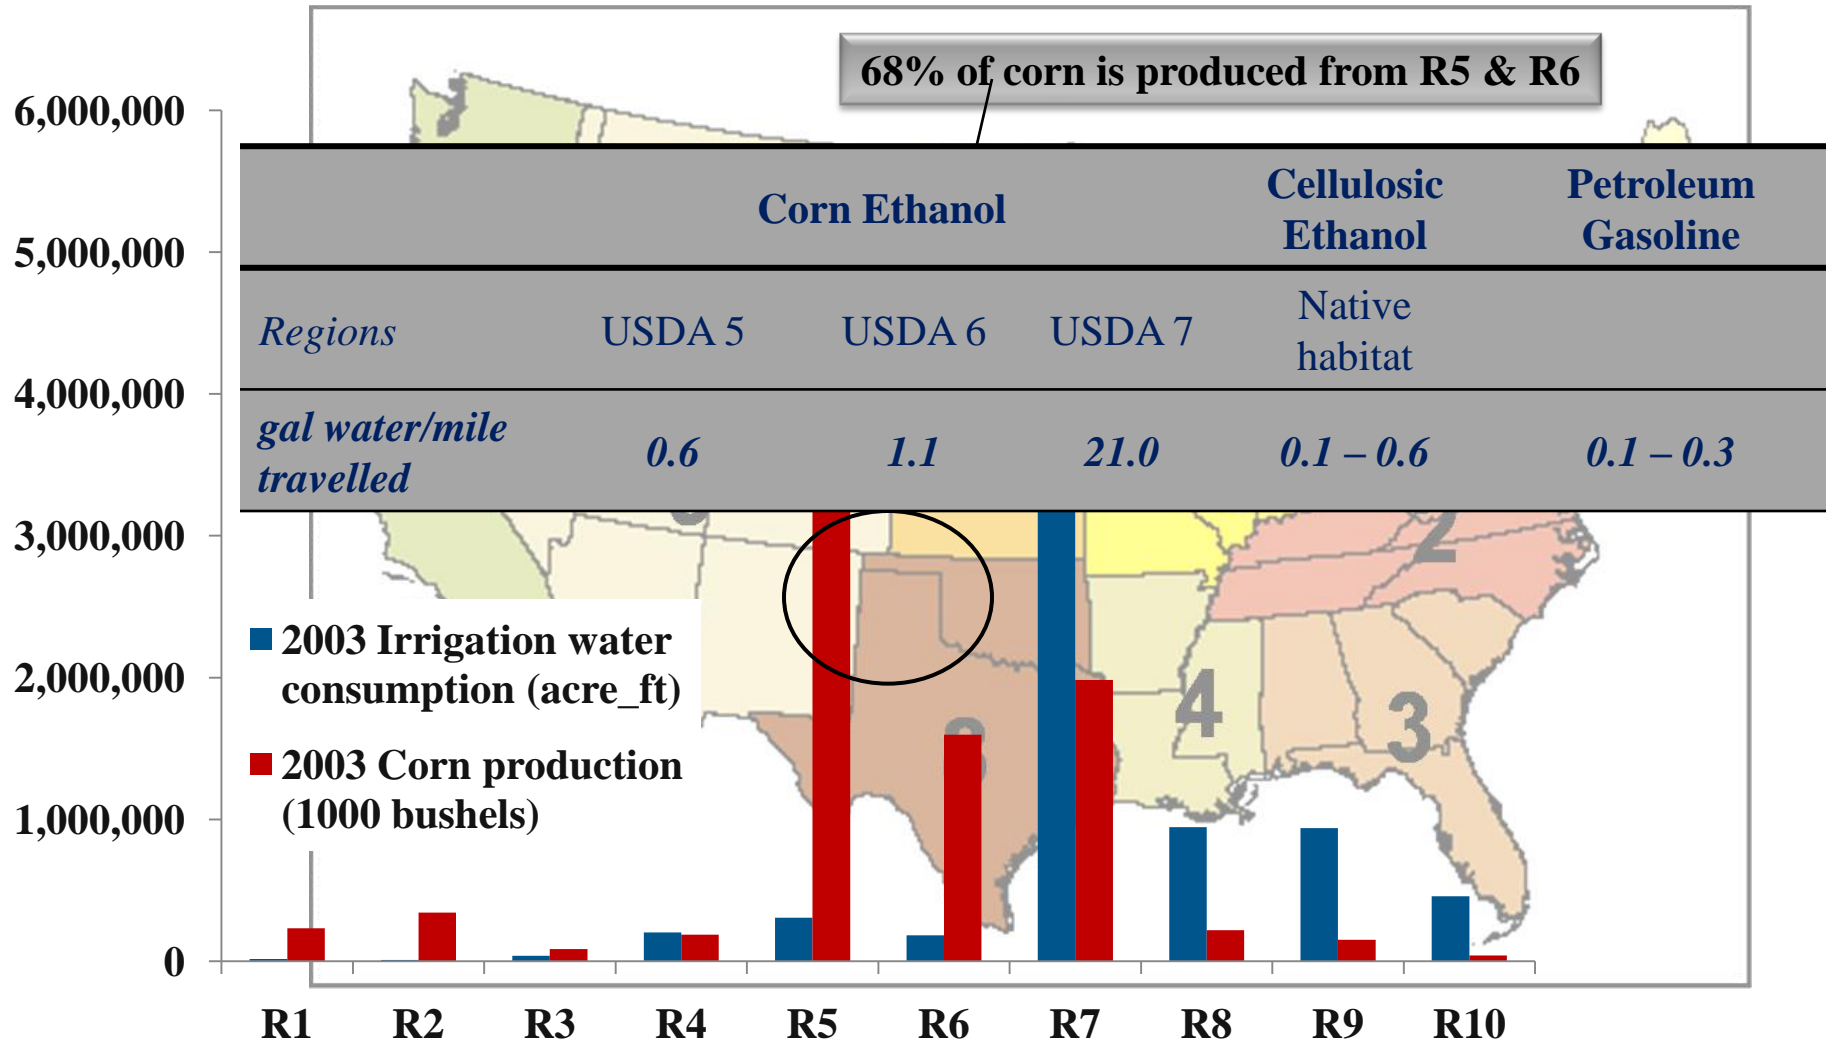 68% of corn is produced from R5 & R6
6,000,000
5,000,000
4,000,000
3,000,000
2,000,000
1,000,000
0
Corn Ethanol
Cellulosic
Ethanol
Petroleum
Gasoline
Regions
USDA 5
USDA 6
USDA 7
Native
habitat
gal water/mile
travelled
0.6
1.1
21.0
0.1 – 0.6
0.1 – 0.3
2
4
3
2003 Irrigation water
consumption (acre_ft)
2003 Corn production
(1000 bushels)
R1
R2
R3
R4
R5
R6
R7
R8
R9
R10